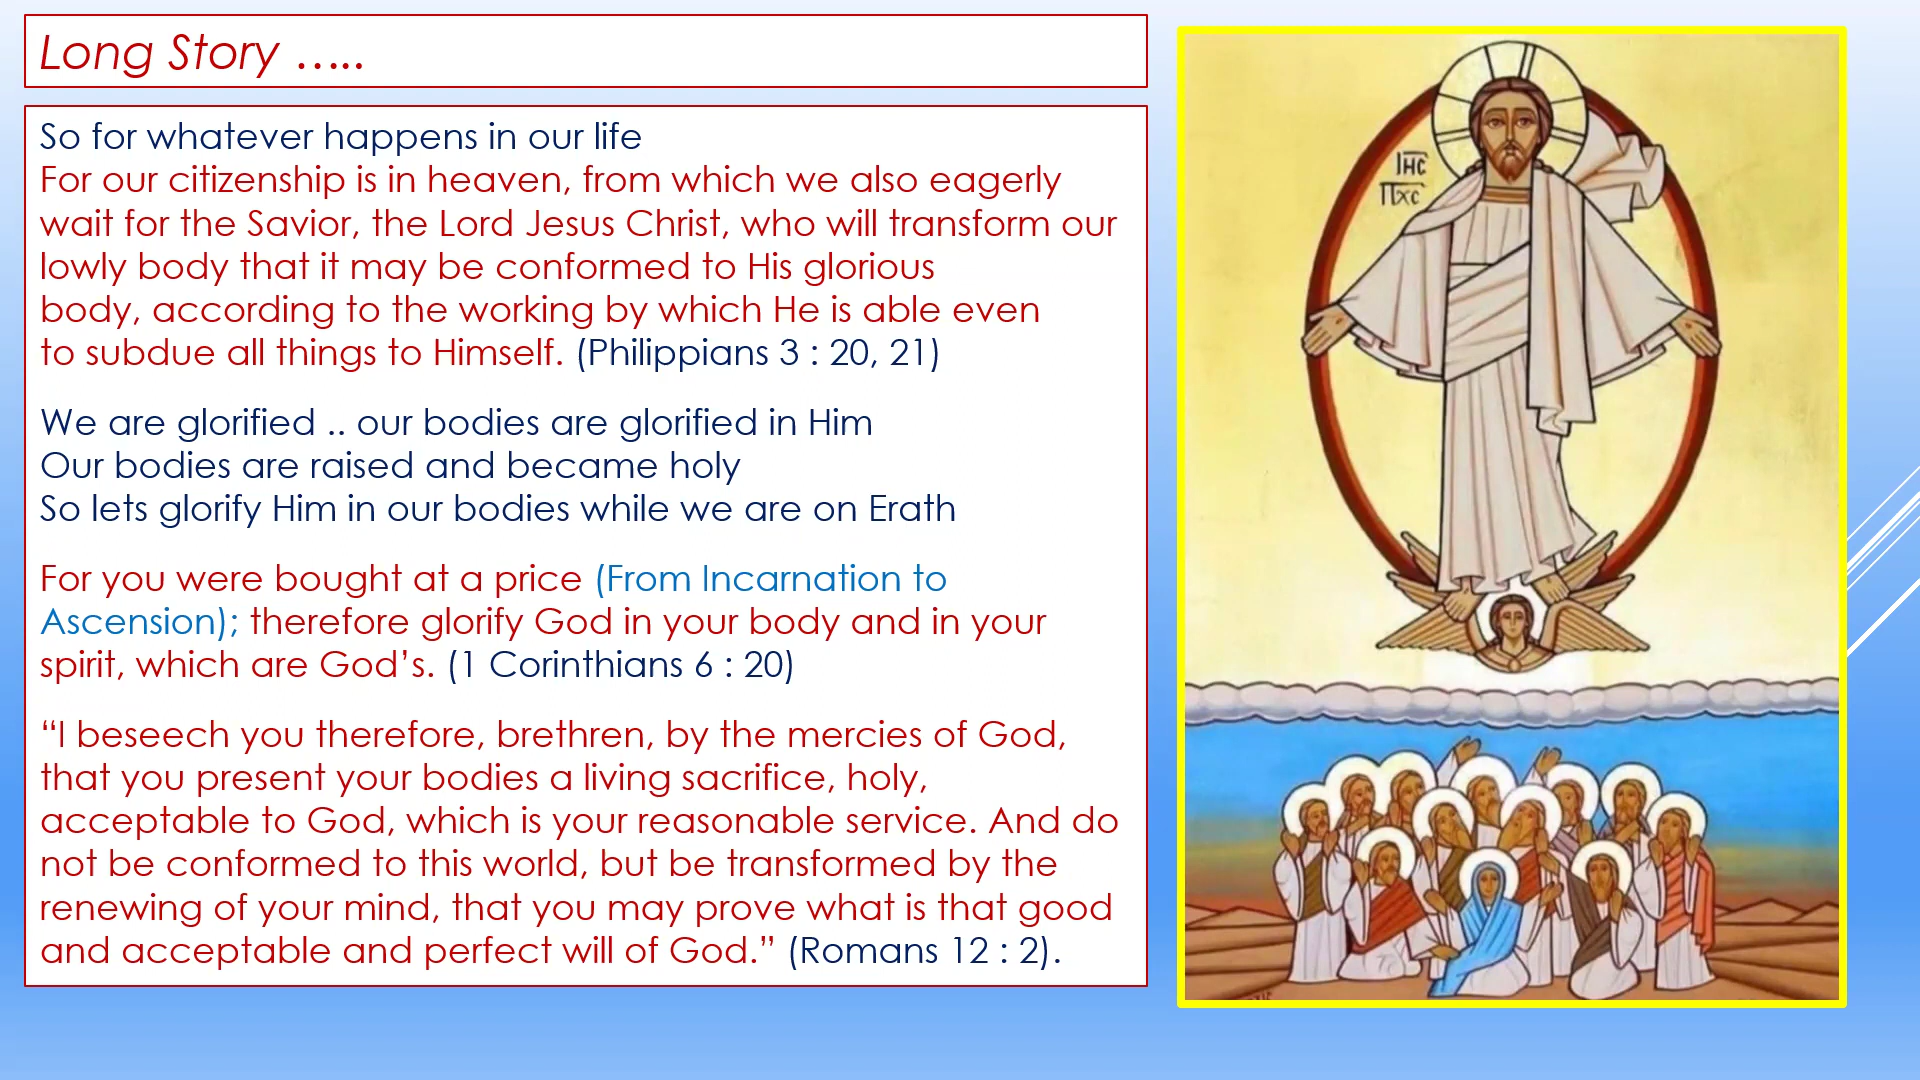 Long Story …..
So for whatever happens in our life
For our citizenship is in heaven, from which we also eagerly
wait for the Savior, the Lord Jesus Christ, who will transform our
lowly body that it may be conformed to His glorious
body, according to the working by which He is able even
to subdue all things to Himself. (Philippians 3 : 20, 21)
We are glorified .. our bodies are glorified in Him
Our bodies are raised and became holy
So lets glorify Him in our bodies while we are on Erath
For you were bought at a price (From Incarnation to
Ascension); therefore glorify God in your body and in your
spirit, which are God’s. (1 Corinthians 6 : 20)
“I beseech you therefore, brethren, by the mercies of God,
that you present your bodies a living sacrifice, holy,
acceptable to God, which is your reasonable service. And do
not be conformed to this world, but be transformed by the
renewing of your mind, that you may prove what is that good
and acceptable and perfect will of God.” (Romans 12 : 2).
ⲒⲎⲤ
ⲠⲬⲤ